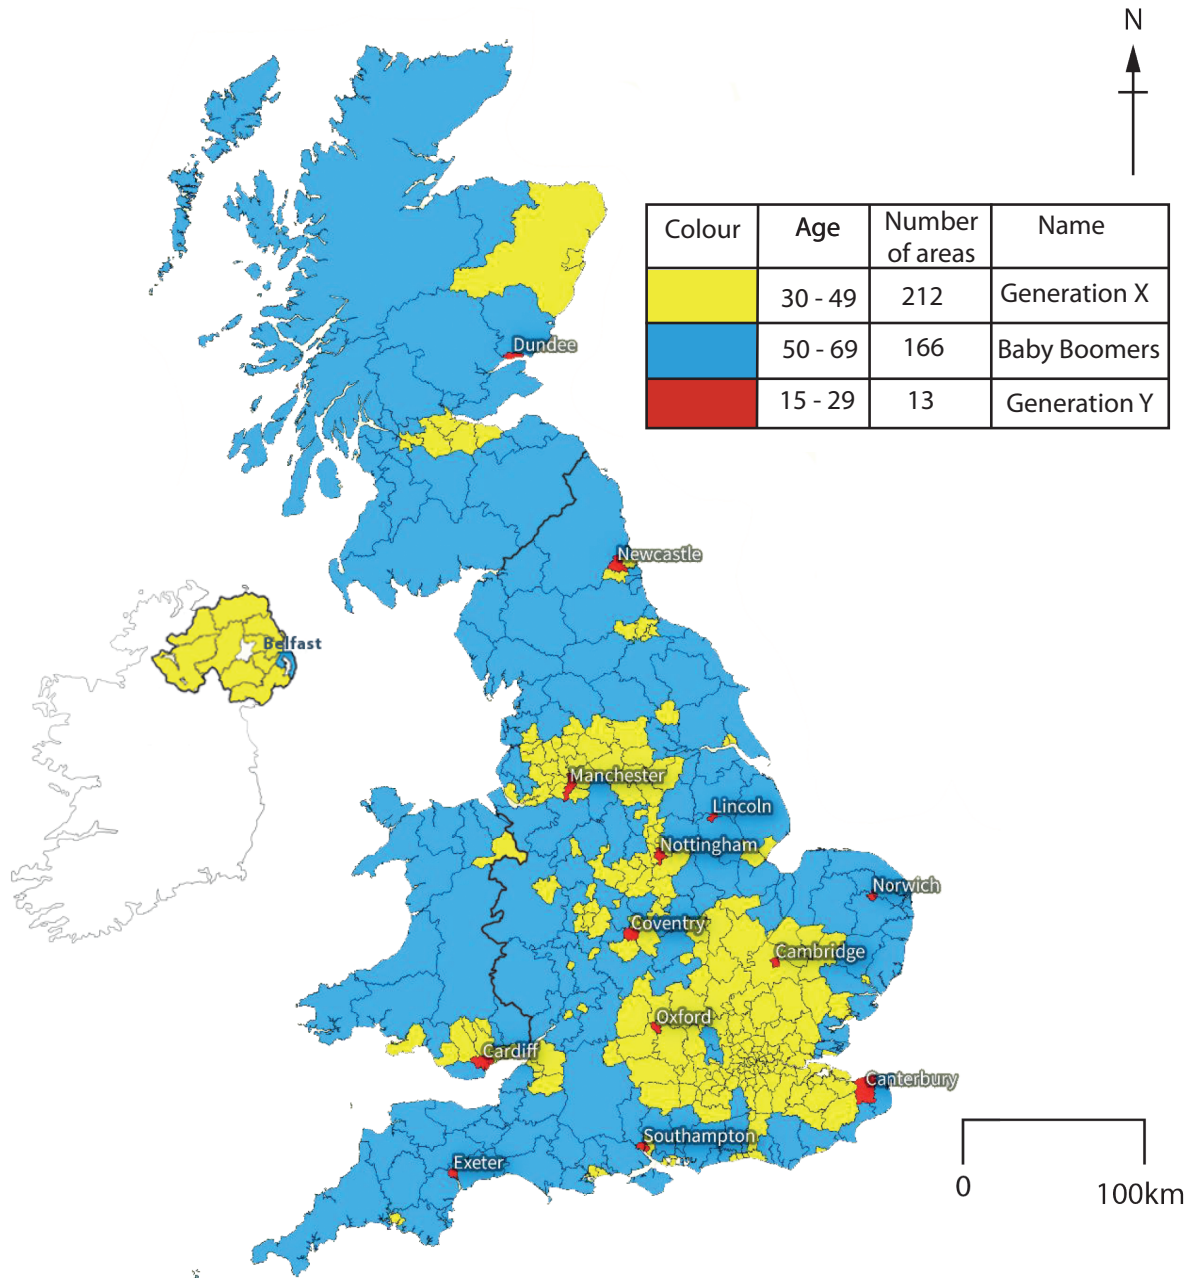 N
Colour Age Number of areas Name
30 - 49 212 Generation X
50 - 69 166 Baby Boomers
15 - 29 13 Generation Y
Dundee
Newcastle
Belfast
Manchester
Lincoln
Nottingham
Norwich
Coventry
Cambridge
Oxford
Cardiff
Canterbury
Southampton
Exeter
0 100km